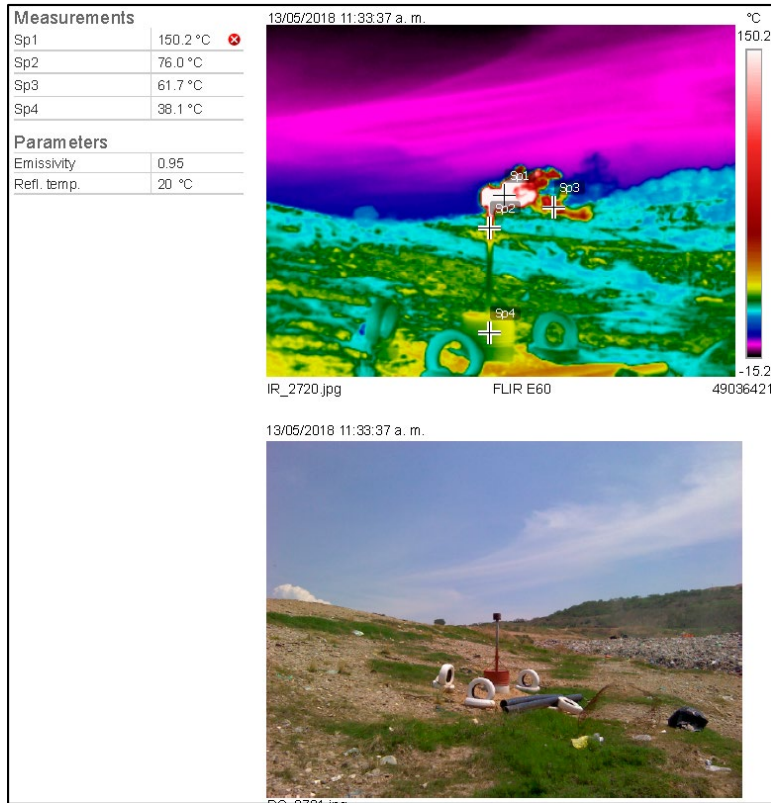 Measurements
Sp1 150.2 °C
Sp2 76.0 °C
Sp3 61.7 °C
Sp4 38.1 °C
Parameters
Emissivity 0.95
Refl. temp. 20 °C
13/05/2018 11:33:37 a. m.
°C
150.2
Sp1
Sp3
Sp2
Sp4
-15.2
IR_2720.jpg FLIR E60 49036421
13/05/2018 11:33:37 a. m.